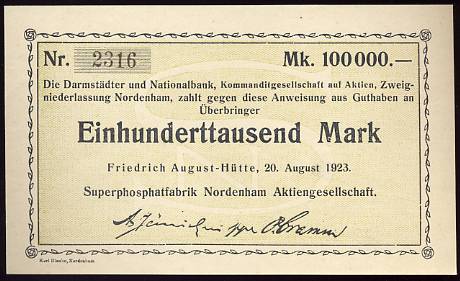 Nr. 2316 Mk. 100000.—
Die Darmstädter und Nationalbank, Kommanditgesellschaft auf Aktien, Zweig-
niederlassung Nordenham, zahlt gegen diese Anweisung aus Guthaben an
Überbringer
Einhunderttausend Mark
Friedrich August-Hütte, 20. August 1923.
Superphosphatfabrik Nordenham Aktiengesellschaft.
Nordenham.